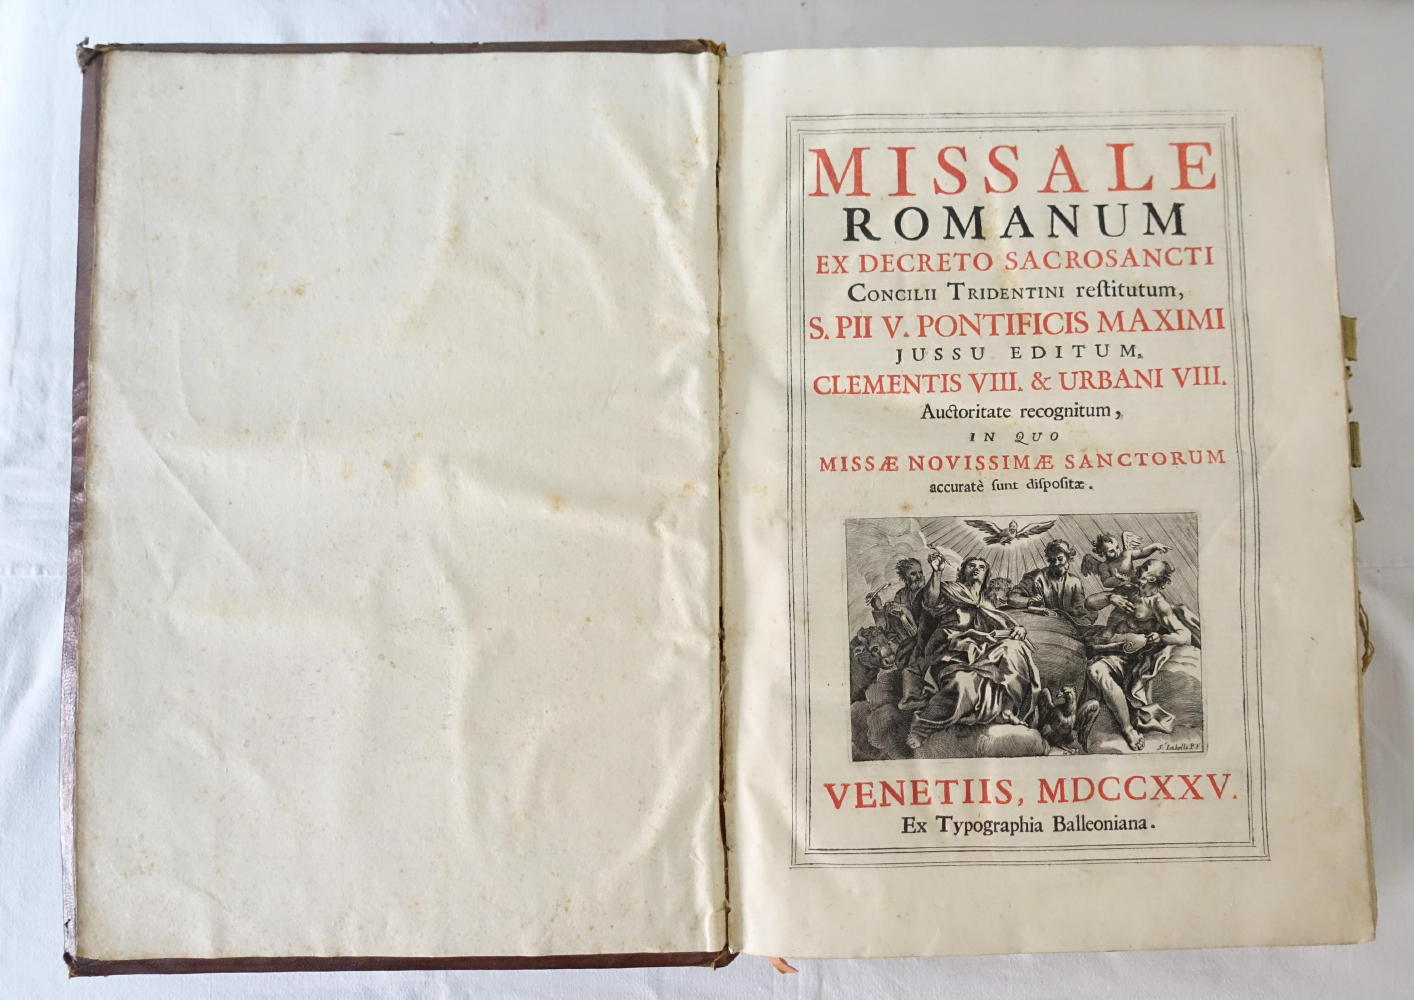 MISSALE
ROMANUM
EX DECRETO SACROSANCTI
CONCILII TRIDENTINI reſtitutum,
S. PII V. PONTIFICIS MAXIMI
JUSSU EDITUM.
CLEMENTIS VIII. & URBANI VIII.
Auctoritate recognitum,
IN QUO
MISSÆ NOVISSIMÆ SANCTORUM
accuratè ſunt diſpoſitæ.
VENETIIS, MDCCXXV.
Ex Typographia Balleoniana.